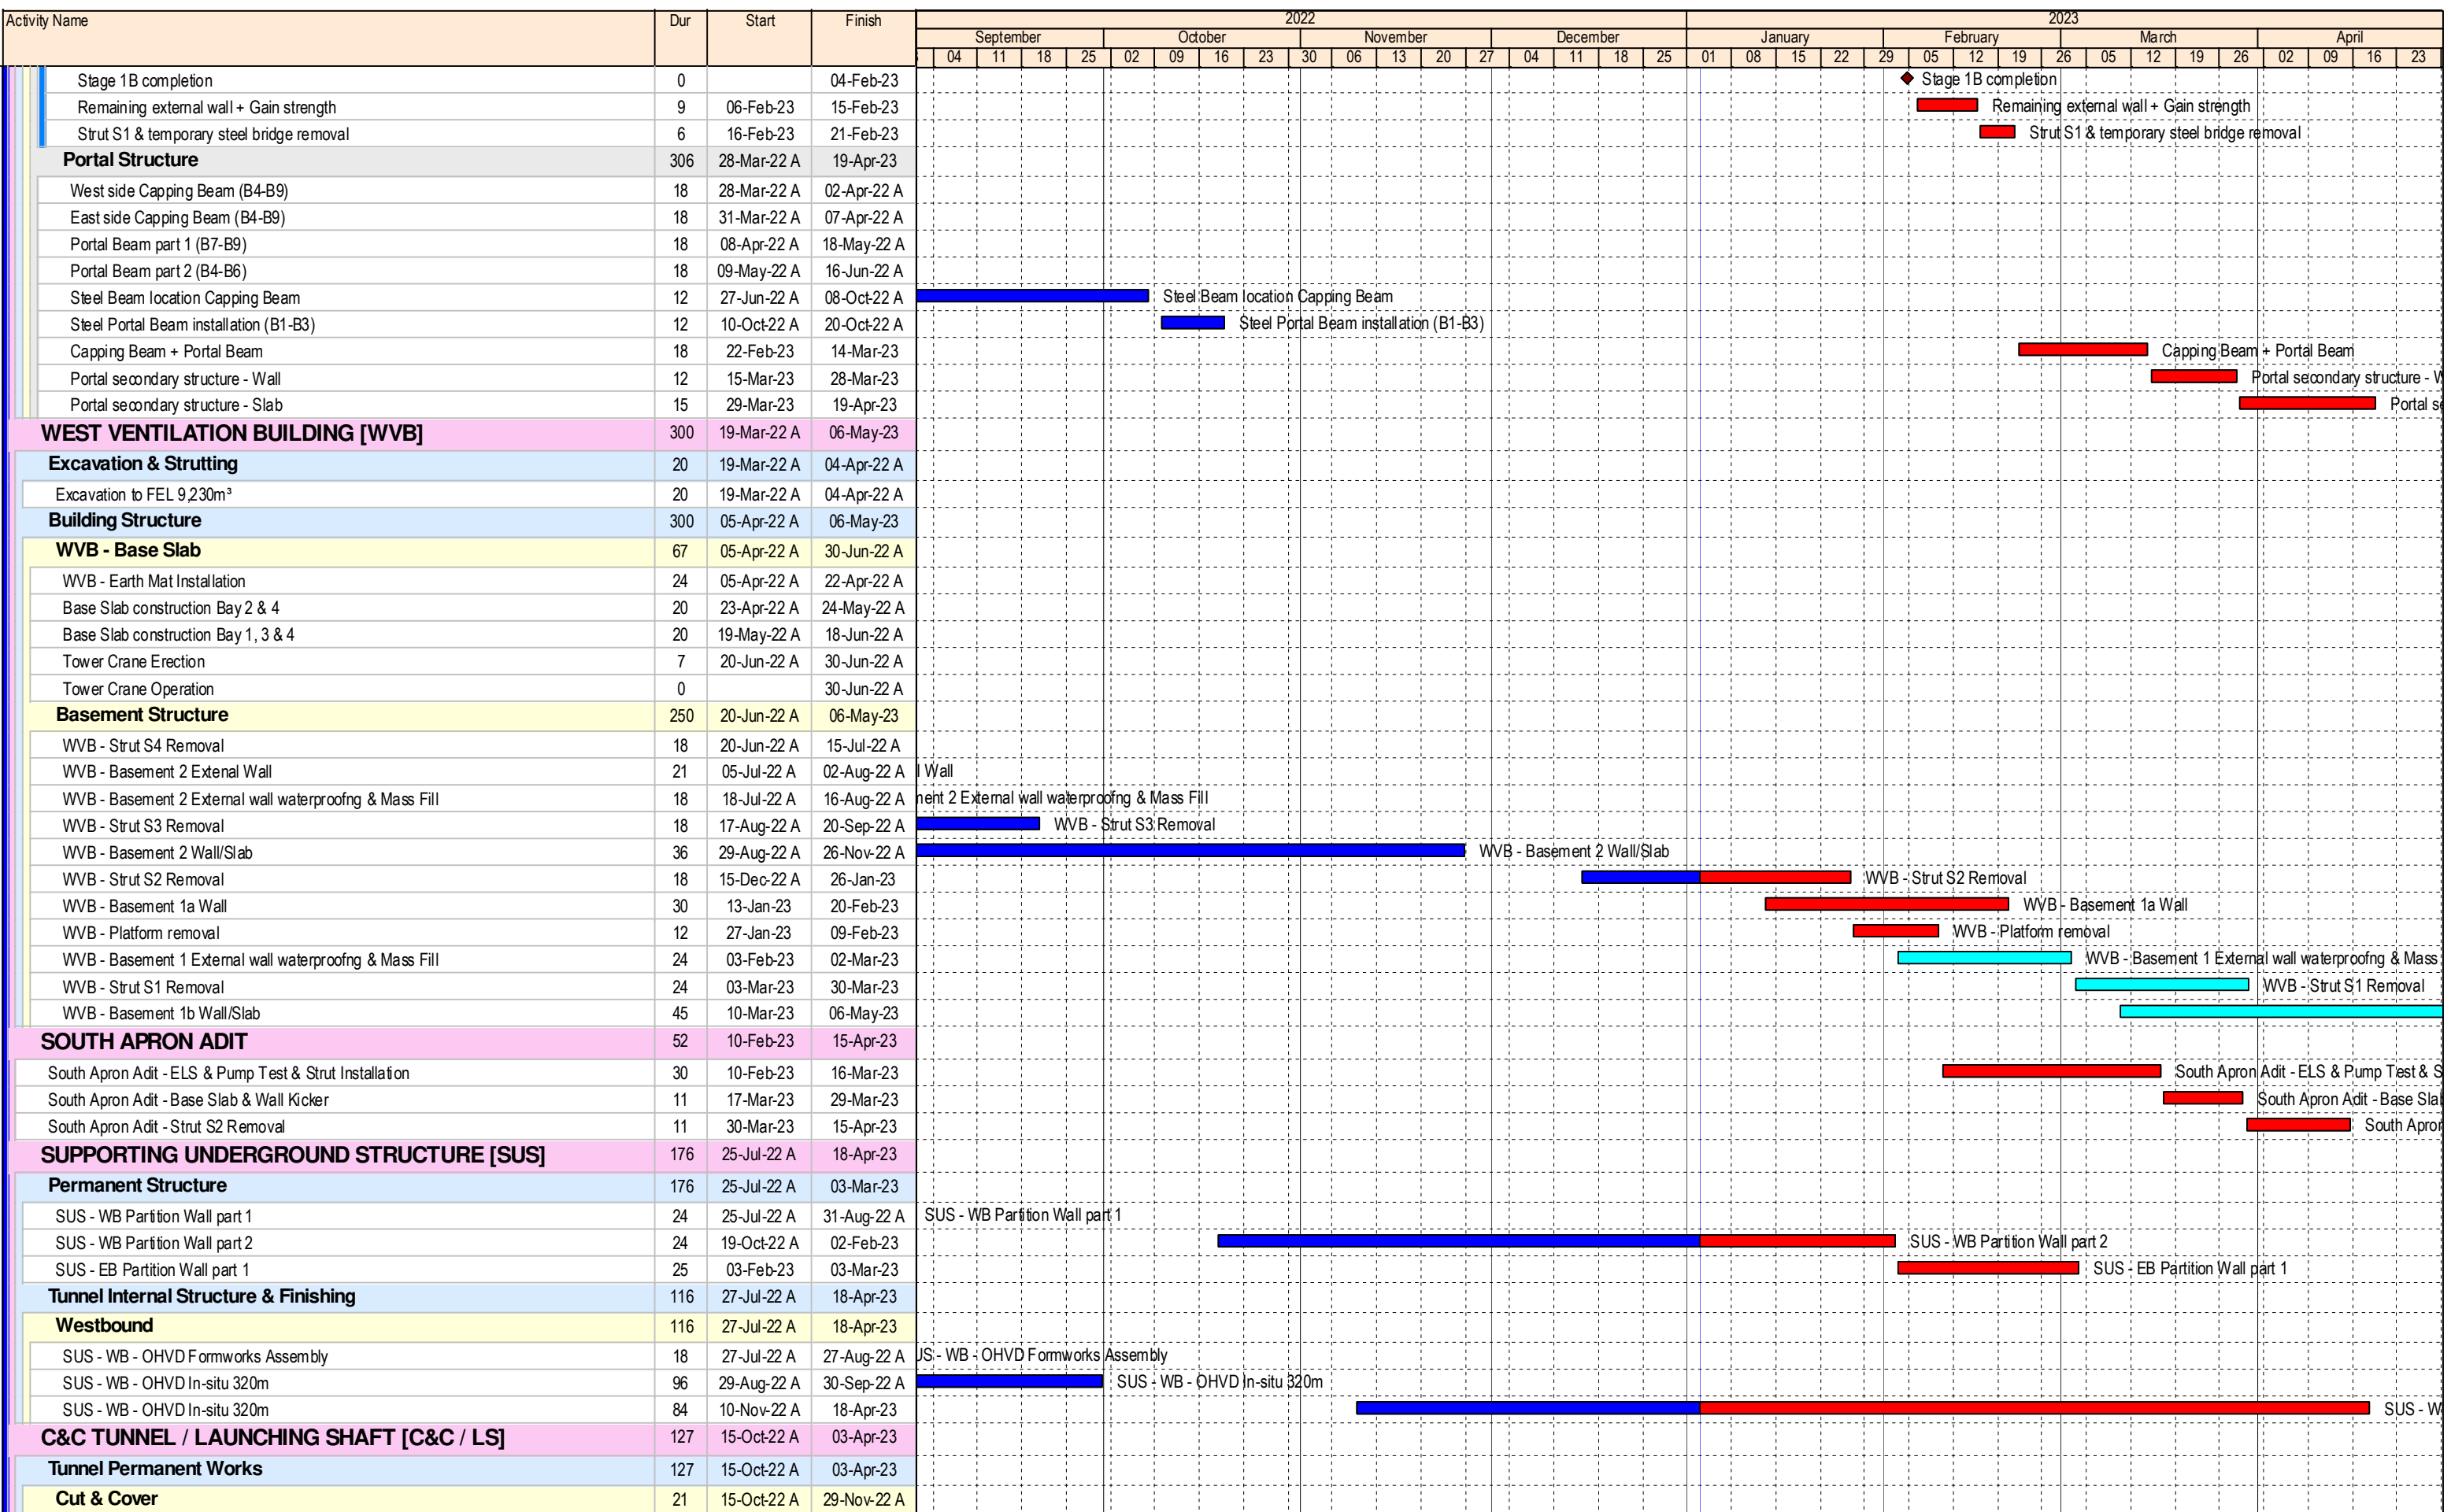 Activity Name Dur Start Finish 2022 2023
September October November December January February March April
04 11 18 25 02 09 16 23 30 06 13 20 27 04 11 18 25 01 08 15 22 29 05 12 19 26 05 12 19 26 02 09 16 23
Stage 1B completion 0 04-Feb-23 Stage 1B completion
Remaining external wall + Gain strength 9 06-Feb-23 15-Feb-23 Remaining external wall + Gain strength
Strut S1 & temporary steel bridge removal 6 16-Feb-23 21-Feb-23 Strut S1 & temporary steel bridge removal
Portal Structure 306 28-Mar-22 A 19-Apr-23
West side Capping Beam (B4-B9) 18 28-Mar-22 A 02-Apr-22 A
East side Capping Beam (B4-B9) 18 31-Mar-22 A 07-Apr-22 A
Portal Beam part 1 (B7-B9) 18 08-Apr-22 A 18-May-22 A
Portal Beam part 2 (B4-B6) 18 09-May-22 A 16-Jun-22 A
Steel Beam location Capping Beam 12 27-Jun-22 A 08-Oct-22 A Steel Beam location Capping Beam
Steel Portal Beam installation (B1-B3) 12 10-Oct-22 A 20-Oct-22 A Steel Portal Beam installation (B1-B3)
Capping Beam + Portal Beam 18 22-Feb-23 14-Mar-23 Capping Beam + Portal Beam
Portal secondary structure - Wall 12 15-Mar-23 28-Mar-23 Portal secondary structure - W
Portal secondary structure - Slab 15 29-Mar-23 19-Apr-23 Portal se
WEST VENTILATION BUILDING [WVB] 300 19-Mar-22 A 06-May-23
Excavation & Strutting 20 19-Mar-22 A 04-Apr-22 A
Excavation to FEL 9,230m³ 20 19-Mar-22 A 04-Apr-22 A
Building Structure 300 05-Apr-22 A 06-May-23
WVB - Base Slab 67 05-Apr-22 A 30-Jun-22 A
WVB - Earth Mat Installation 24 05-Apr-22 A 22-Apr-22 A
Base Slab construction Bay 2 & 4 20 23-Apr-22 A 24-May-22 A
Base Slab construction Bay 1, 3 & 4 20 19-May-22 A 18-Jun-22 A
Tower Crane Erection 7 20-Jun-22 A 30-Jun-22 A
Tower Crane Operation 0 30-Jun-22 A
Basement Structure 250 20-Jun-22 A 06-May-23
WVB - Strut S4 Removal 18 20-Jun-22 A 15-Jul-22 A
WVB - Basement 2 Extenal Wall 21 05-Jul-22 A 02-Aug-22 A l Wall
WVB - Basement 2 External wall waterproofng & Mass Fill 18 18-Jul-22 A 16-Aug-22 A ment 2 External wall waterproofng & Mass Fill
WVB - Strut S3 Removal 18 17-Aug-22 A 20-Sep-22 A WVB - Strut S3 Removal
WVB - Basement 2 Wall/Slab 36 29-Aug-22 A 26-Nov-22 A WVB - Basement 2 Wall/Slab
WVB - Strut S2 Removal 18 15-Dec-22 A 26-Jan-23 WVB - Strut S2 Removal
WVB - Basement 1a Wall 30 13-Jan-23 20-Feb-23 WVB - Basement 1a Wall
WVB - Platform removal 12 27-Jan-23 09-Feb-23 WVB - Platform removal
WVB - Basement 1 External wall waterproofng & Mass Fill 24 03-Feb-23 02-Mar-23 WVB - Basement 1 External wall waterproofng & Mass
WVB - Strut S1 Removal 24 03-Mar-23 30-Mar-23 WVB - Strut S1 Removal
WVB - Basement 1b Wall/Slab 45 10-Mar-23 06-May-23
SOUTH APRON ADIT 52 10-Feb-23 15-Apr-23
South Apron Adit - ELS & Pump Test & Strut Installation 30 10-Feb-23 16-Mar-23 South Apron Adit - ELS & Pump Test & S
South Apron Adit - Base Slab & Wall Kicker 11 17-Mar-23 29-Mar-23 South Apron Adit - Base Slab
South Apron Adit - Strut S2 Removal 11 30-Mar-23 15-Apr-23 South Apron
SUPPORTING UNDERGROUND STRUCTURE [SUS] 176 25-Jul-22 A 18-Apr-23
Permanent Structure 176 25-Jul-22 A 03-Mar-23
SUS - WB Partition Wall part 1 24 25-Jul-22 A 31-Aug-22 A SUS - WB Partition Wall part 1
SUS - WB Partition Wall part 2 24 19-Oct-22 A 02-Feb-23 SUS - WB Partition Wall part 2
SUS - EB Partition Wall part 1 25 03-Feb-23 03-Mar-23 SUS - EB Partition Wall part 1
Tunnel Internal Structure & Finishing 116 27-Jul-22 A 18-Apr-23
Westbound 116 27-Jul-22 A 18-Apr-23
SUS - WB - OHVD Formworks Assembly 18 27-Jul-22 A 27-Aug-22 A US - WB - OHVD Formworks Assembly
SUS - WB - OHVD In-situ 320m 96 29-Aug-22 A 30-Sep-22 A SUS - WB - OHVD In-situ 320m
SUS - WB - OHVD In-situ 320m 84 10-Nov-22 A 18-Apr-23 SUS - W
C&C TUNNEL / LAUNCHING SHAFT [C&C / LS] 127 15-Oct-22 A 03-Apr-23
Tunnel Permanent Works 127 15-Oct-22 A 03-Apr-23
Cut & Cover 21 15-Oct-22 A 29-Nov-22 A